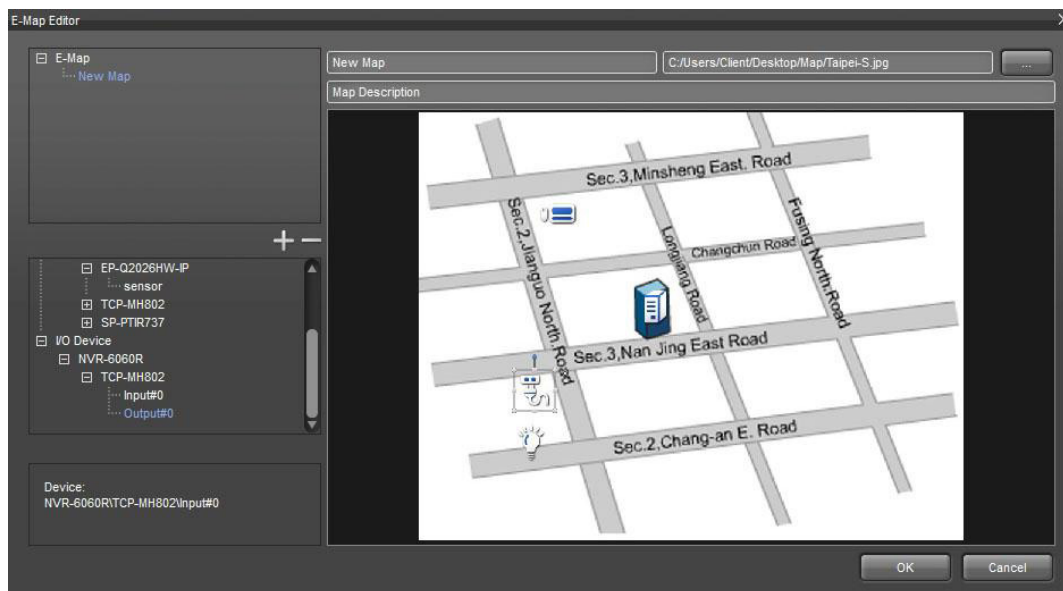 E-Map Editor
E-Map
New Map
New Map
C:/Users/Client/Desktop/Map/Taipei-S.jpg
...
Map Description
EP-Q2026HW-IP
sensor
TCP-MH802
SP-PTIR737
I/O Device
NVR-6060R
TCP-MH802
Input#0
Output#0
Device:
NVR-6060R\TCP-MH802\Input#0
Sec.3,Minsheng East. Road
Sec.2,Jianguo North.Road
Fusing North.Road
Longjiang Road
Changchun Road
Sec.3,Nan Jing East Road
Sec.2,Chang-an E. Road
OK
Cancel